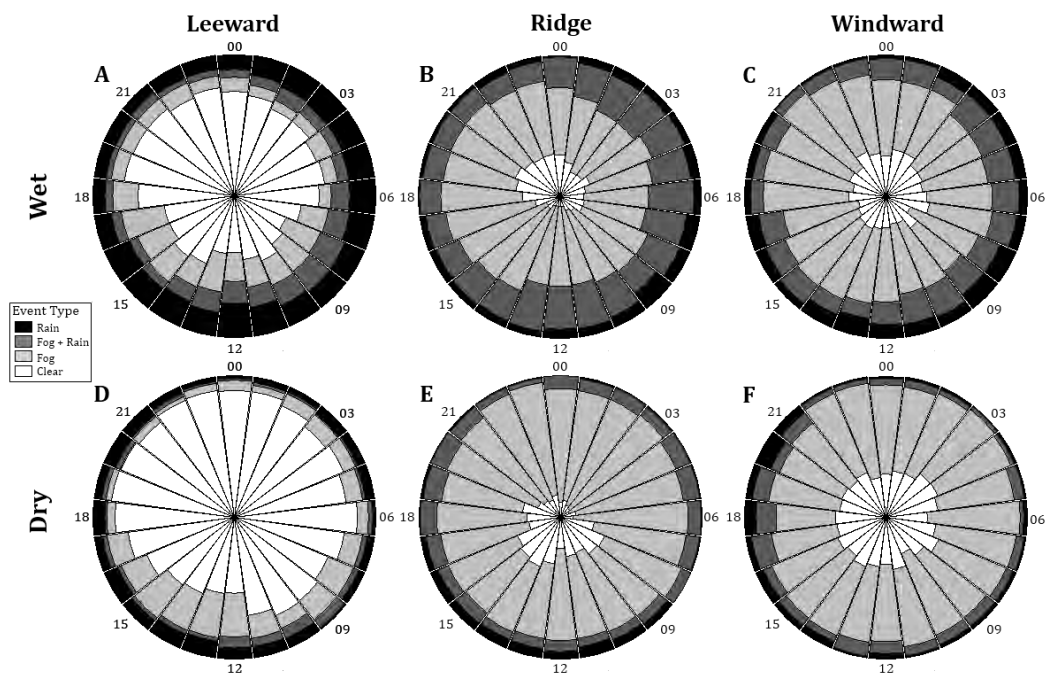 Leeward Ridge Windward
A 00 B 00 C 00
21 03 21 03 21 03
Wet 18 06 18 06 18 06
15 09 15 09 15 09
12 12 12
Event Type
Rain
Fog + Rain
Fog
Clear
D 00 E 00 F 00
21 03 21 03 21 03
Dry 18 06 18 06 18 06
15 09 15 09 15 09
12 12 12